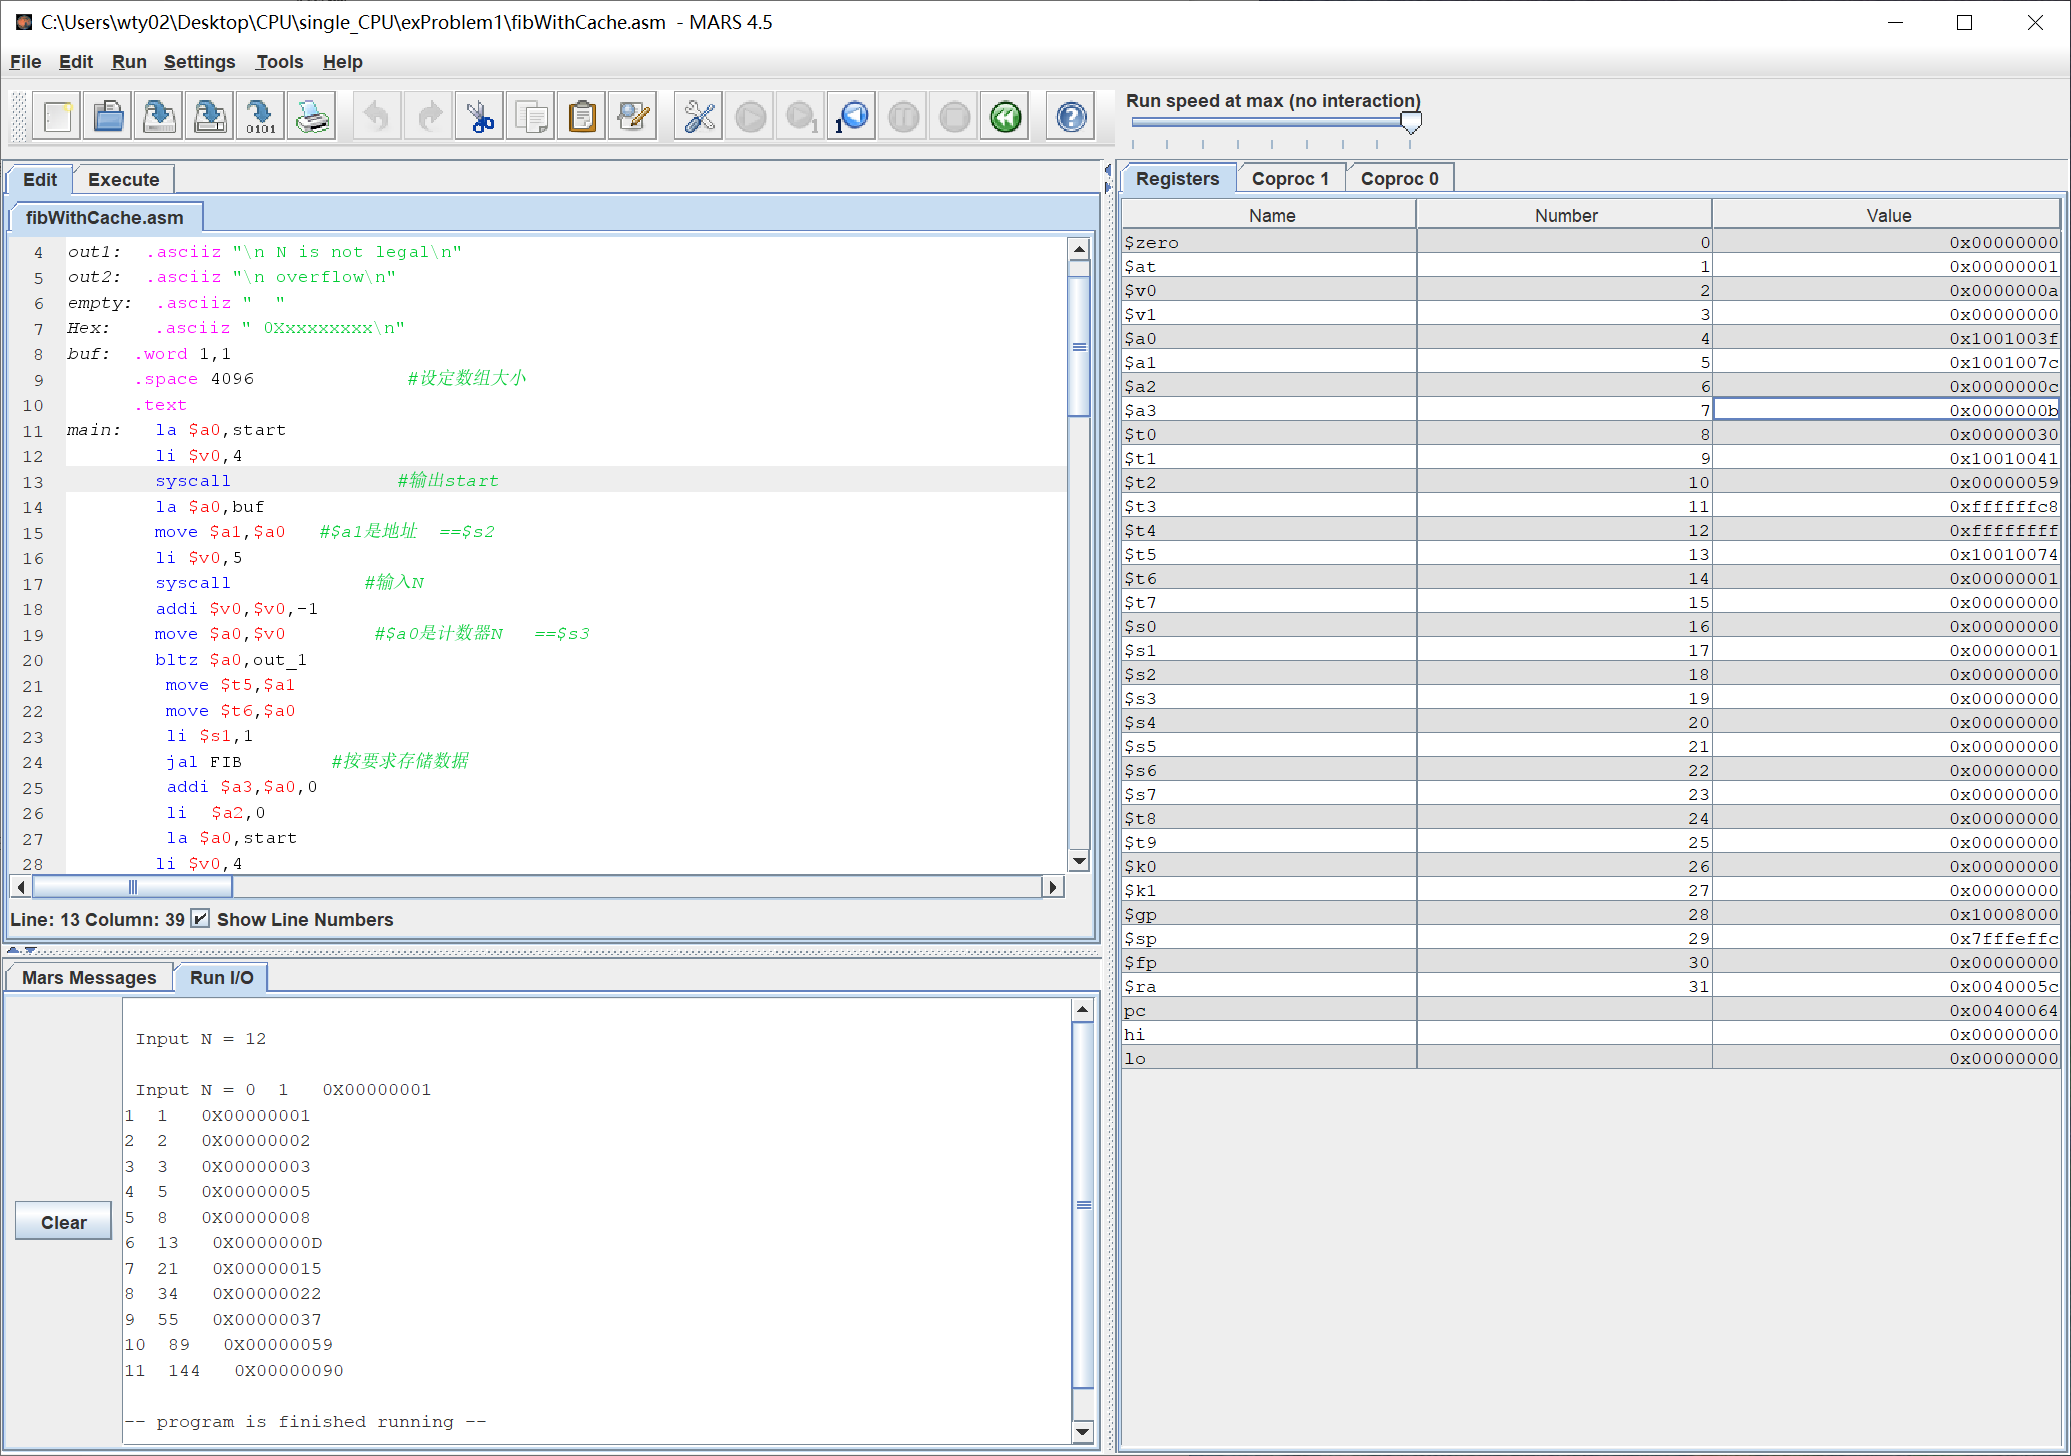 C:\Users\wty02\Desktop\CPU\single_CPU\exProblem1\fibWithCache.asm  - MARS 4.5
File Edit Run Settings Tools Help
0101
1
1
Run speed at max (no interaction)
Edit Execute
fibWithCache.asm
4 out1: .asciiz "\n N is not legal\n"
5 out2: .asciiz "\n overflow\n"
6 empty: .asciiz "  "
7 Hex: .asciiz " 0Xxxxxxxxx\n"
8 buf: .word 1,1
9 .space 4096 #设定数组大小
10 .text
11 main: la $a0,start
12 li $v0,4
13 syscall #输出start
14 la $a0,buf
15 move $a1,$a0 #$a1是地址 ==$s2
16 li $v0,5
17 syscall #输入N
18 addi $v0,$v0,-1
19 move $a0,$v0 #$a0是计数器N ==$s3
20 bltz $a0,out_1
21 move $t5,$a1
22 move $t6,$a0
23 li $s1,1
24 jal FIB #按要求存储数据
25 addi $a3,$a0,0
26 li $a2,0
27 la $a0,start
28 li $v0,4
Line: 13 Column: 39 Show Line Numbers
Mars Messages Run I/O
Clear
Input N = 12
Input N = 0 1 0X00000001
1 1 0X00000001
2 2 0X00000002
3 3 0X00000003
4 5 0X00000005
5 8 0X00000008
6 13 0X0000000D
7 21 0X00000015
8 34 0X00000022
9 55 0X00000037
10 89 0X00000059
11 144 0X00000090
-- program is finished running --
Registers Coproc 1 Coproc 0
Name Number Value
$zero 0 0x00000000
$at 1 0x00000001
$v0 2 0x0000000a
$v1 3 0x00000000
$a0 4 0x1001003f
$a1 5 0x1001007c
$a2 6 0x0000000c
$a3 7 0x0000000b
$t0 8 0x00000030
$t1 9 0x10010041
$t2 10 0x00000059
$t3 11 0xffffffc8
$t4 12 0xffffffff
$t5 13 0x10010074
$t6 14 0x00000001
$t7 15 0x00000000
$s0 16 0x00000000
$s1 17 0x00000001
$s2 18 0x00000000
$s3 19 0x00000000
$s4 20 0x00000000
$s5 21 0x00000000
$s6 22 0x00000000
$s7 23 0x00000000
$t8 24 0x00000000
$t9 25 0x00000000
$k0 26 0x00000000
$k1 27 0x00000000
$gp 28 0x10008000
$sp 29 0x7fffeffc
$fp 30 0x00000000
$ra 31 0x0040005c
pc 0x00400064
hi 0x00000000
lo 0x00000000